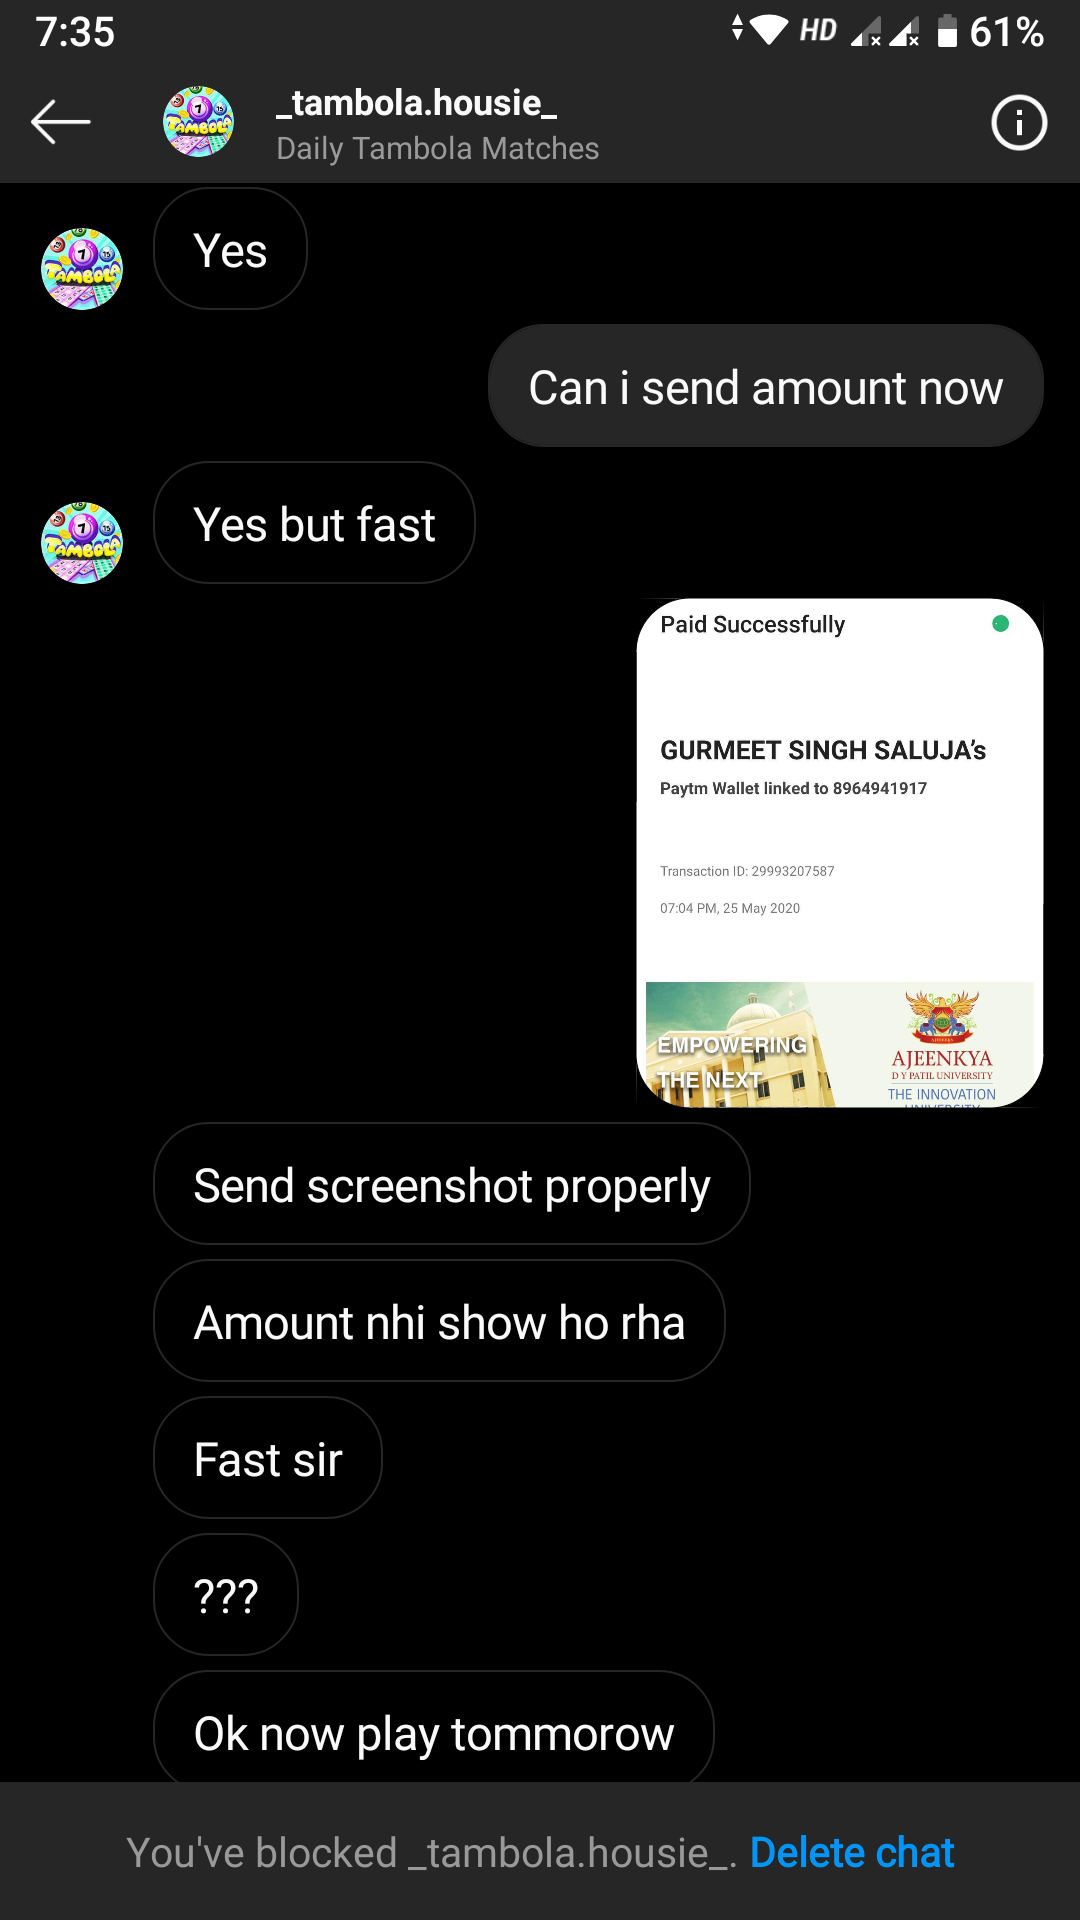 7:35
HD
61%
_tambola.housie_
Daily Tambola Matches
Yes
Can i send amount now
Yes but fast
Paid Successfully
GURMEET SINGH SALUJA's
Paytm Wallet linked to 8964941917
Transaction ID: 29993207587
07:04 PM, 25 May 2020
EMPOWERING
THE NEXT
AJEENKYA
D Y PATIL UNIVERSITY
THE INNOVATION
UNIVERSITY
Send screenshot properly
Amount nhi show ho rha
Fast sir
???
Ok now play tommorow
You've blocked _tambola.housie_. Delete chat